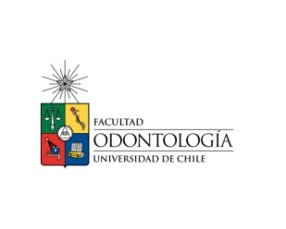 FACULTAD
ODONTOLOGÍA
UNIVERSIDAD DE CHILE